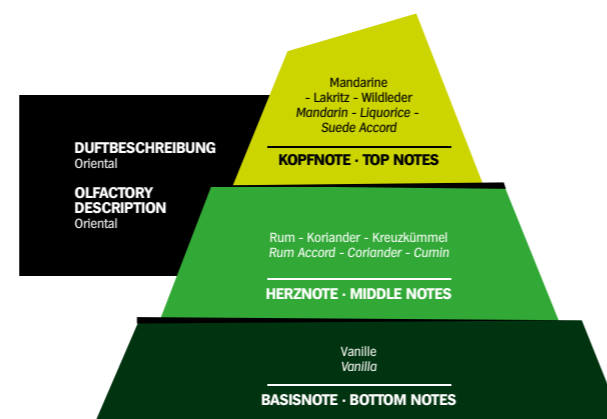 DUFTBESCHREIBUNG
Oriental
OLFACTORY
DESCRIPTION
Oriental
Mandarine
- Lakritz - Wildleder
Mandarin - Liquorice -
Suede Accord
KOPFNOTE · TOP NOTES
Rum - Koriander - Kreuzkümmel
Rum Accord - Coriander - Cumin
HERZNOTE · MIDDLE NOTES
Vanille
Vanilla
BASISNOTE · BOTTOM NOTES